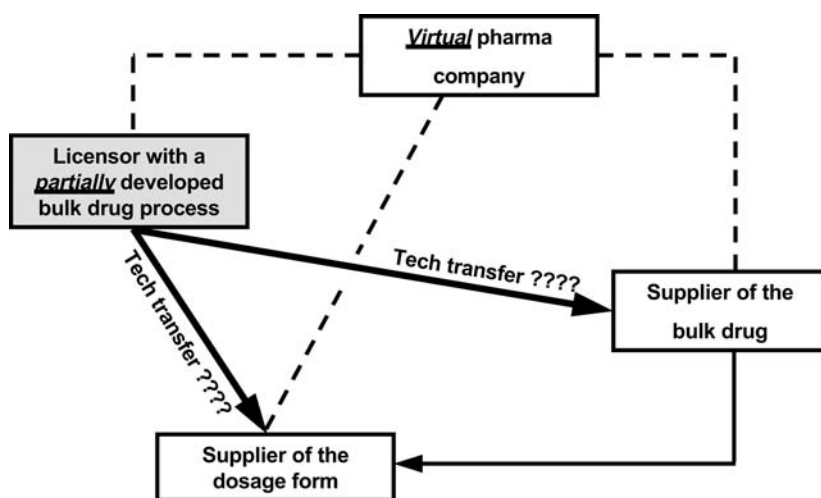 Virtual pharma
company
Licensor with a
partially developed
bulk drug process
Tech transfer ????
Tech transfer ????
Supplier of the
bulk drug
Supplier of the
dosage form